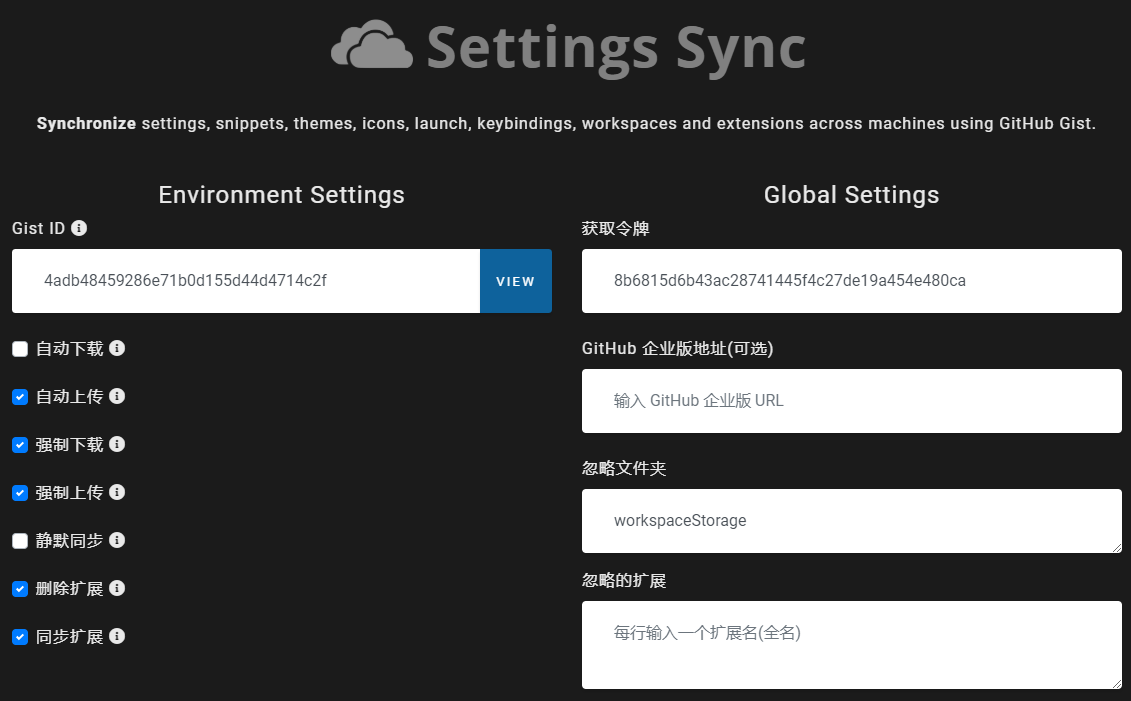 Settings Sync
Synchronize settings, snippets, themes, icons, launch, keybindings, workspaces and extensions across machines using GitHub Gist.
Environment Settings
Gist ID
4adb48459286e71b0d155d44d4714c2f
VIEW
自动下载
自动上传
强制下载
强制上传
静默同步
删除扩展
同步扩展
Global Settings
获取令牌
8b6815d6b43ac28741445f4c27de19a454e480ca
GitHub 企业版地址(可选)
输入 GitHub 企业版 URL
忽略文件夹
workspaceStorage
忽略的扩展
每行输入一个扩展名(全名)